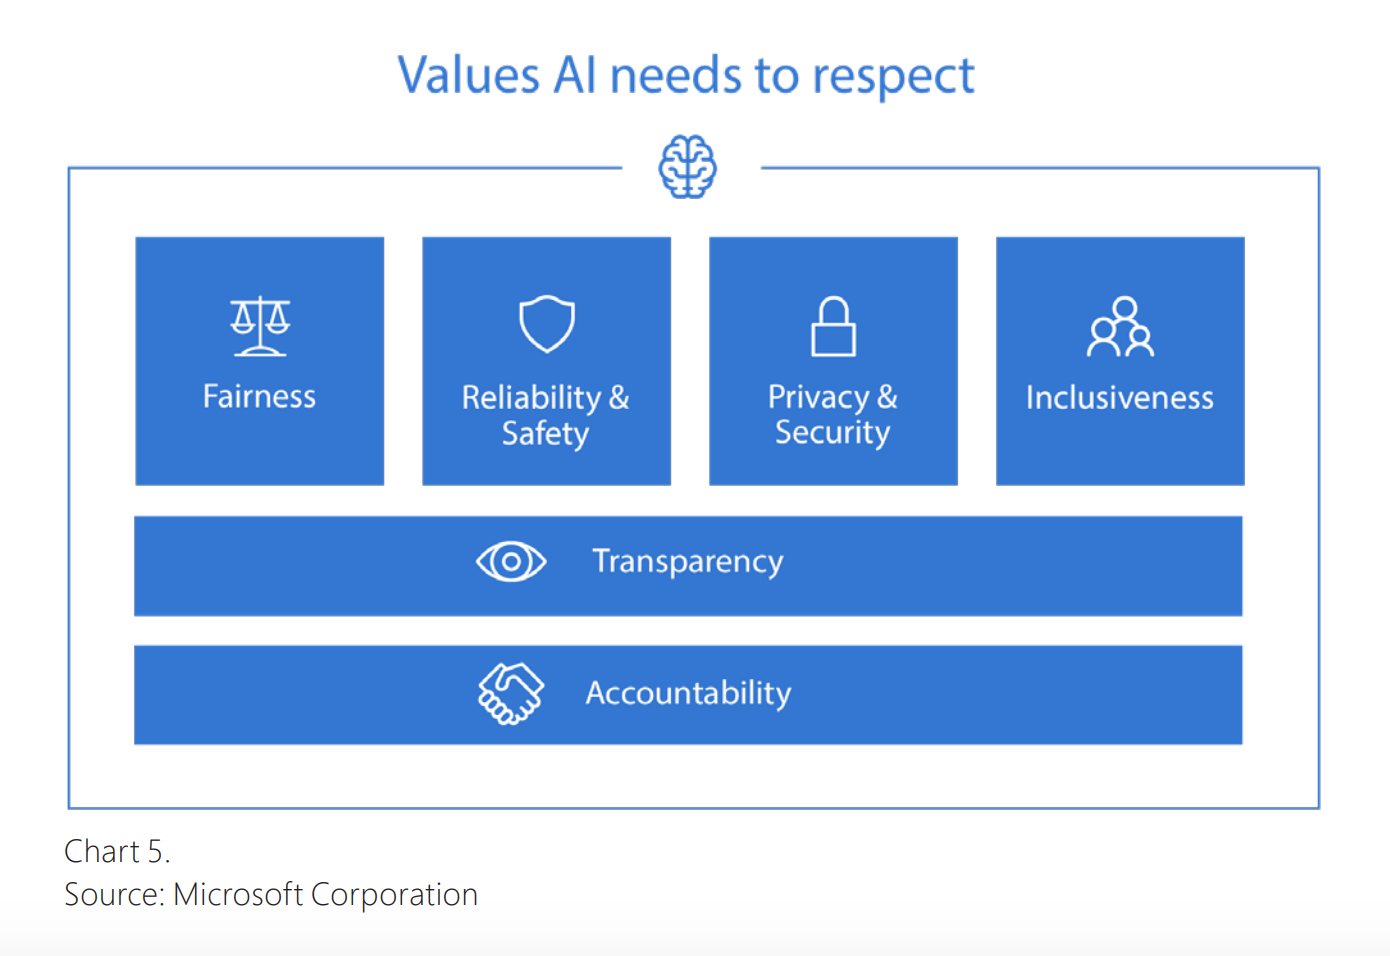 Values AI needs to respect
Fairness
Reliability &
Safety
Privacy &
Security
Inclusiveness
Transparency
Accountability
Chart 5.
Source: Microsoft Corporation